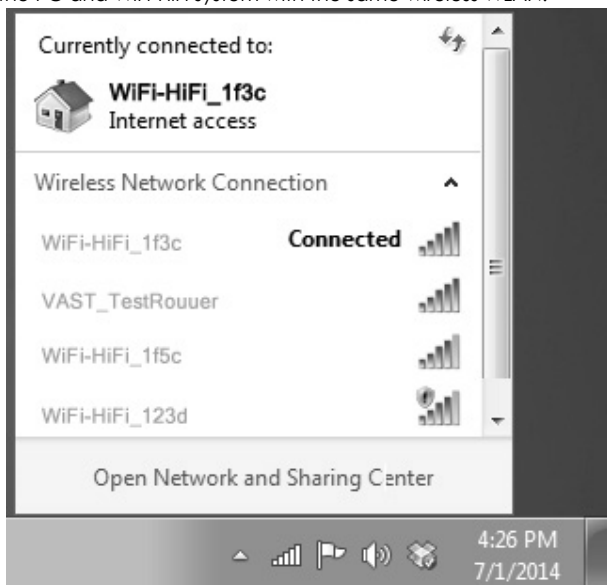 Currently connected to:
WiFi-HiFi_1f3c
Internet access
Wireless Network Connection
WiFi-HiFi_1f3c Connected
VAST_TestRouuer
WiFi-HiFi_1f5c
WiFi-HiFi_123d
Open Network and Sharing Center
4:26 PM
7/1/2014